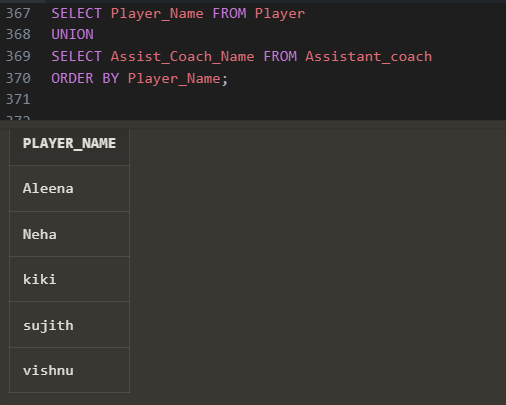 367 SELECT Player_Name FROM Player
368 UNION
369 SELECT Assist_Coach_Name FROM Assistant_coach
370 ORDER BY Player_Name;
371
372
PLAYER_NAME
Aleena
Neha
kiki
sujith
vishnu